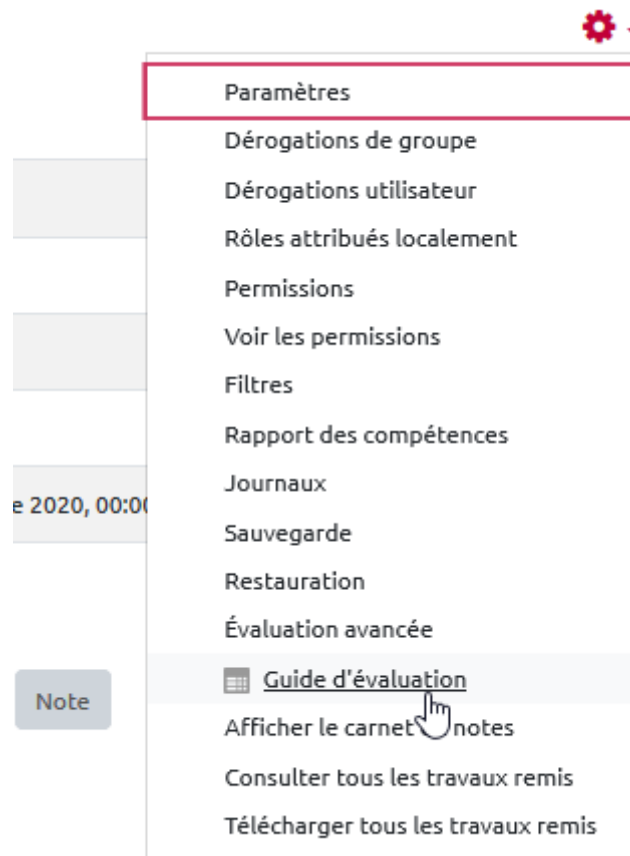 Paramètres
Dérogations de groupe
Dérogations utilisateur
Rôles attribués localement
Permissions
Voir les permissions
Filtres
Rapport des compétences
Journaux
e 2020, 00:00
Sauvegarde
Restauration
Évaluation avancée
Guide d'évaluation
Note
Afficher le carnet notes
Consulter tous les travaux remis
Télécharger tous les travaux remis